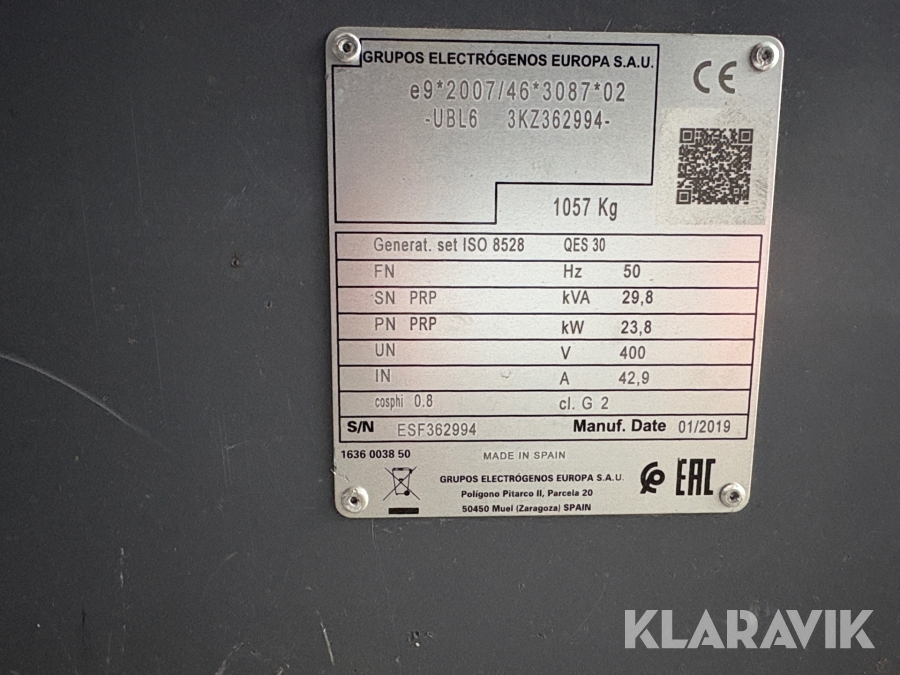 GRUPOS ELECTRÓGENOS EUROPA S.A.U.
e9*2007/46*3087*02
-UBL6 3KZ362994-
CE
1057 Kg
Generat. set ISO 8528 QES 30
FN Hz 50
SN PRP kVA 29,8
PN PRP kW 23,8
UN V 400
IN A 42,9
cosphi 0.8 cl. G 2
S/N ESF362994 Manuf. Date 01/2019
1636 0038 50 MADE IN SPAIN
GRUPOS ELECTRÓGENOS EUROPA S.A.U.
Polígono Pitarco II, Parcela 20
50450 Muel (Zaragoza) SPAIN
EAC
KLARAVIK